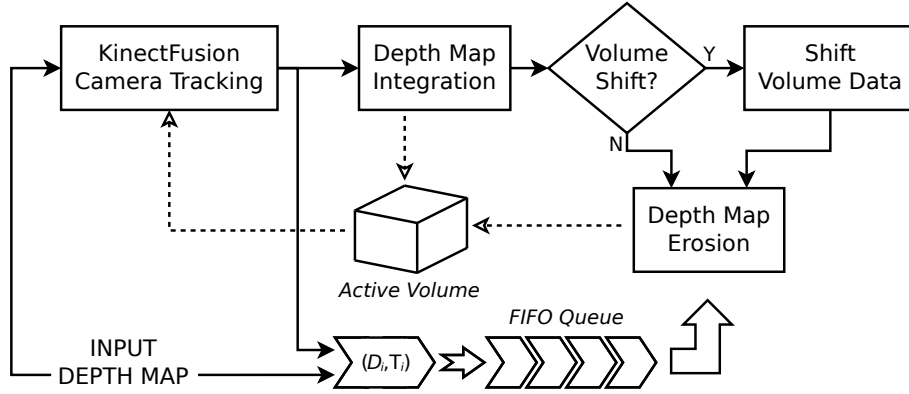 KinectFusion
Camera Tracking
Depth Map
Integration
Volume
Shift?
Y
Shift
Volume Data
N
Depth Map
Erosion
Active Volume
FIFO Queue
INPUT
DEPTH MAP
(Dᵢ,Tᵢ)